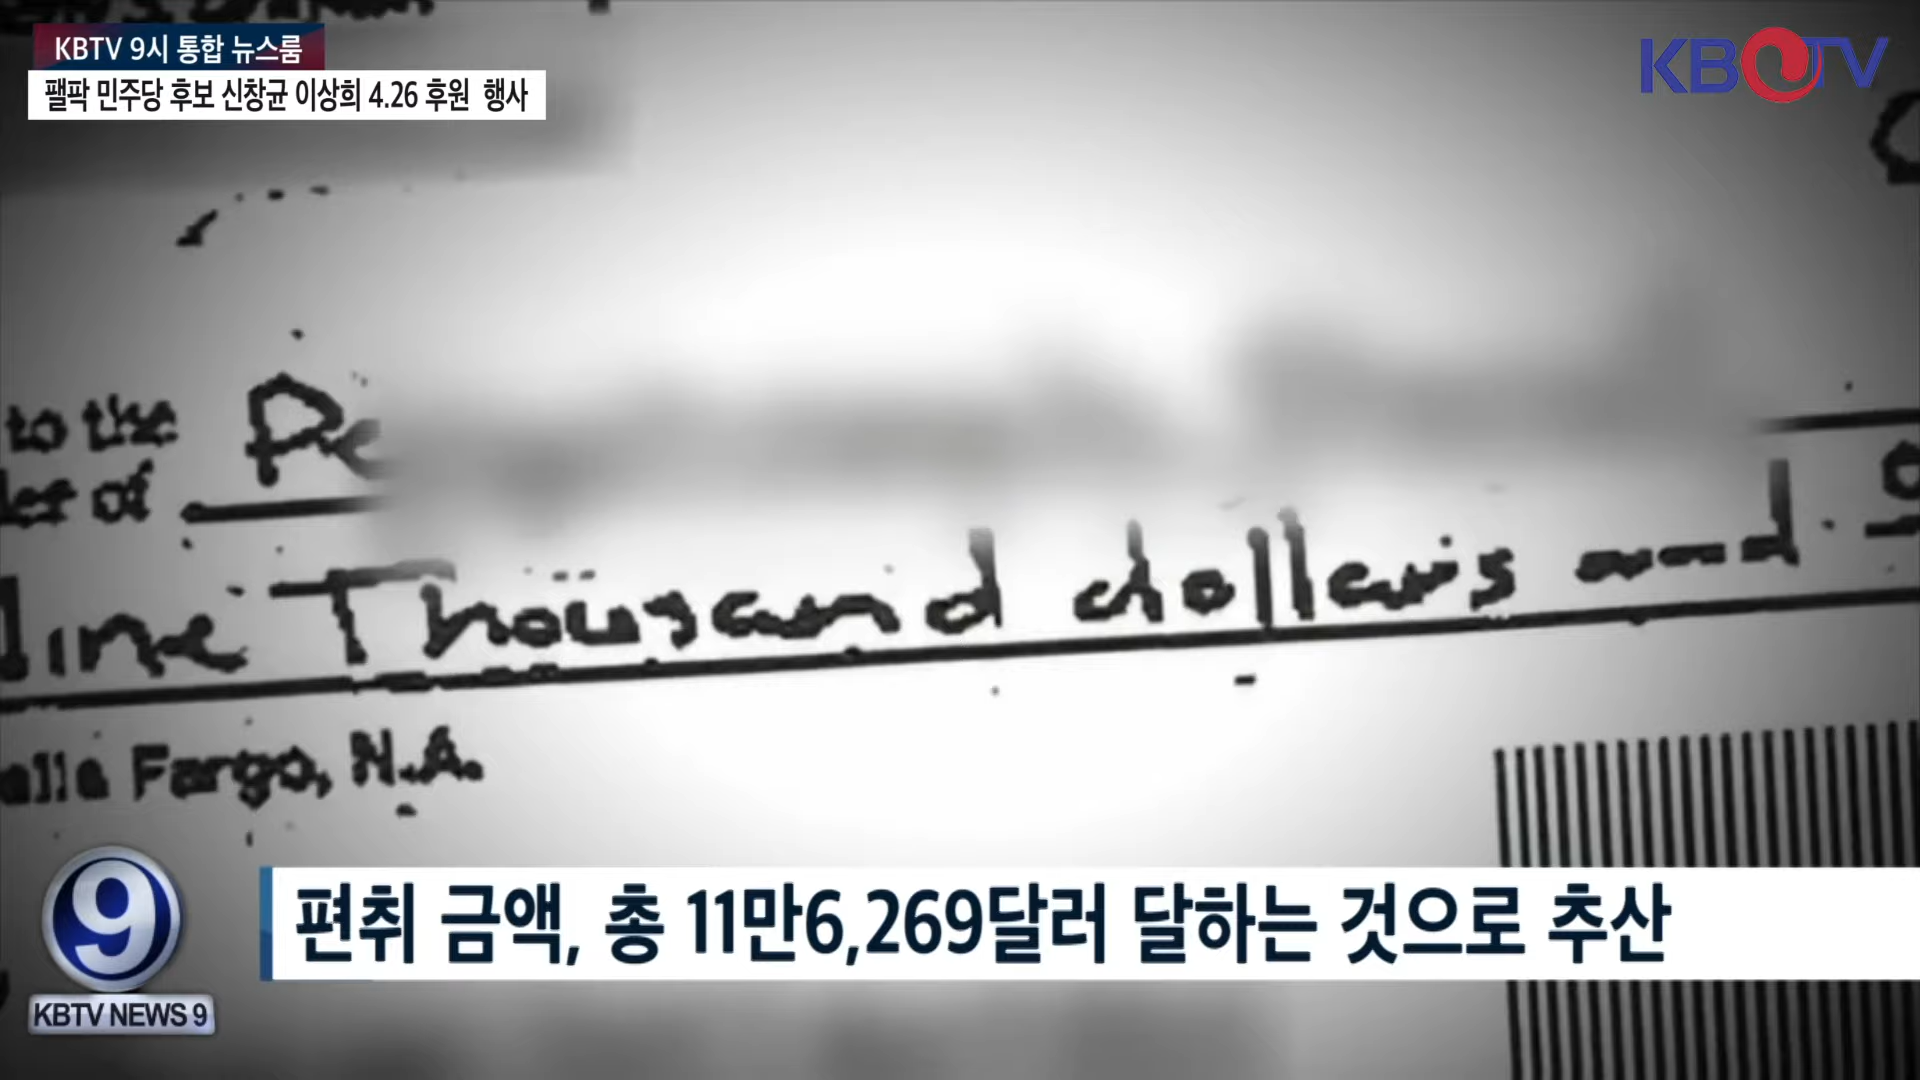 KBTV 9시 통합 뉴스룸
팰팍 민주당 후보 신창균 이상희 4.26 후원 행사
KBTV
to the
of
Thousand dollars and
Fargo, N.A.
9
편취 금액, 총 11만6,269달러 달하는 것으로 추산
KBTV NEWS 9